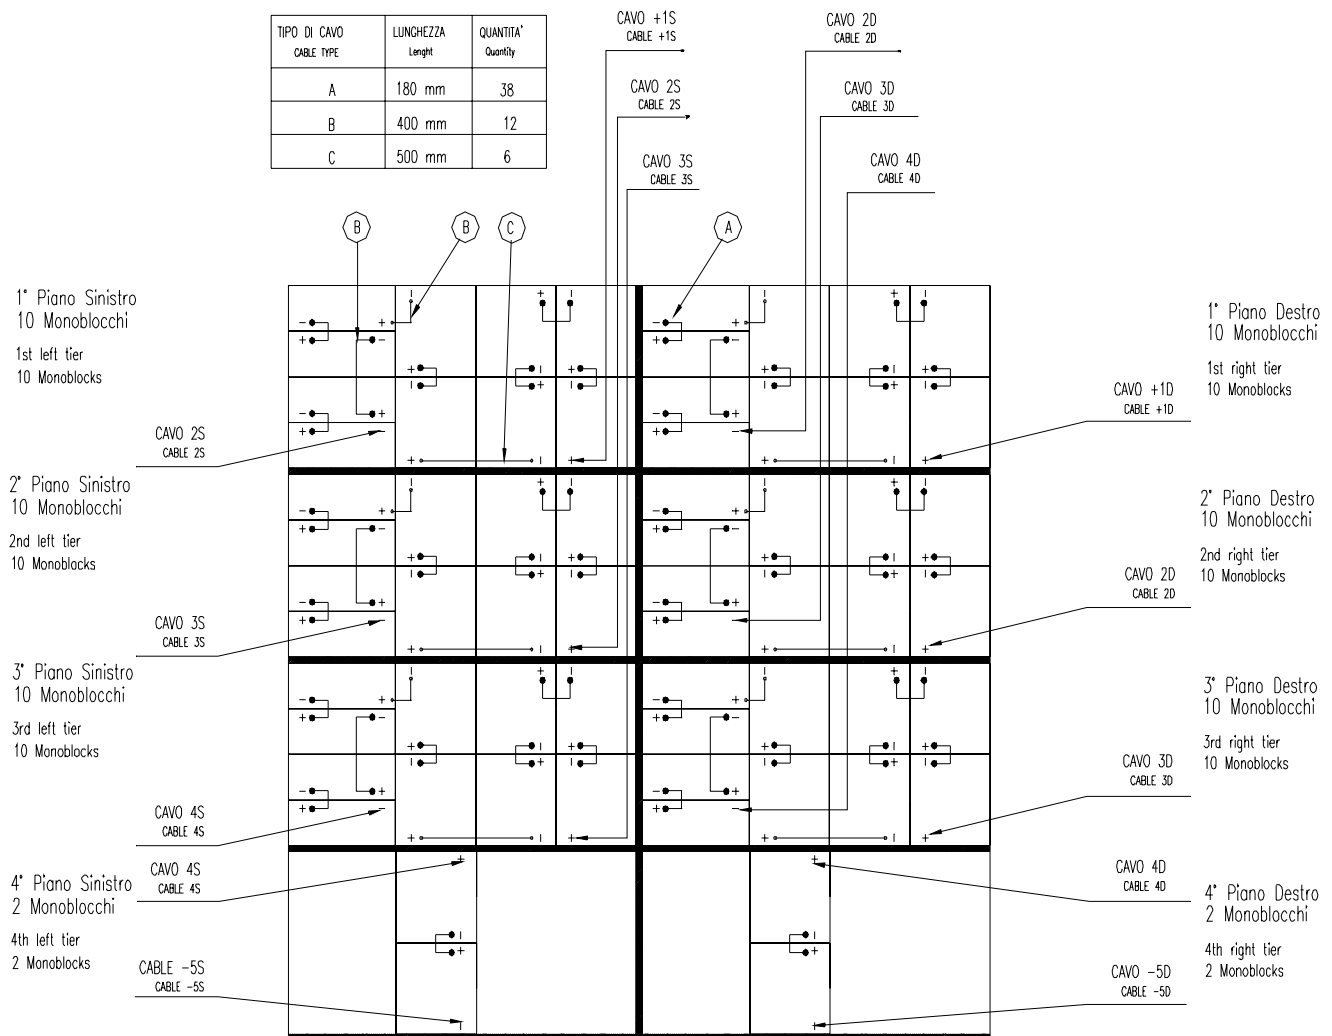 TIPO DI CAVO LUNGHEZZA QUANTITA'
CABLE TYPE Lenght Quantity
A 180 mm 38
B 400 mm 12
C 500 mm 6
CAVO +1S
CABLE +1S
CAVO 2S
CABLE 2S
CAVO 3S
CABLE 3S
CAVO 2D
CABLE 2D
CAVO 3D
CABLE 3D
CAVO 4D
CABLE 4D
B
B
C
A
1° Piano Sinistro
10 Monoblocchi
1st left tier
10 Monoblocks
CAVO 2S
CABLE 2S
2° Piano Sinistro
10 Monoblocchi
2nd left tier
10 Monoblocks
CAVO 3S
CABLE 3S
3° Piano Sinistro
10 Monoblocchi
3rd left tier
10 Monoblocks
CAVO 4S
CABLE 4S
CAVO 4S
CABLE 4S
4° Piano Sinistro
2 Monoblocchi
4th left tier
2 Monoblocks
CABLE -5S
CABLE -5S
1° Piano Destro
10 Monoblocchi
1st right tier
10 Monoblocks
CAVO +1D
CABLE +1D
2° Piano Destro
10 Monoblocchi
2nd right tier
10 Monoblocks
CAVO 2D
CABLE 2D
3° Piano Destro
10 Monoblocchi
3rd right tier
10 Monoblocks
CAVO 3D
CABLE 3D
CAVO 4D
CABLE 4D
4° Piano Destro
2 Monoblocchi
4th right tier
2 Monoblocks
CAVO -5D
CABLE -5D